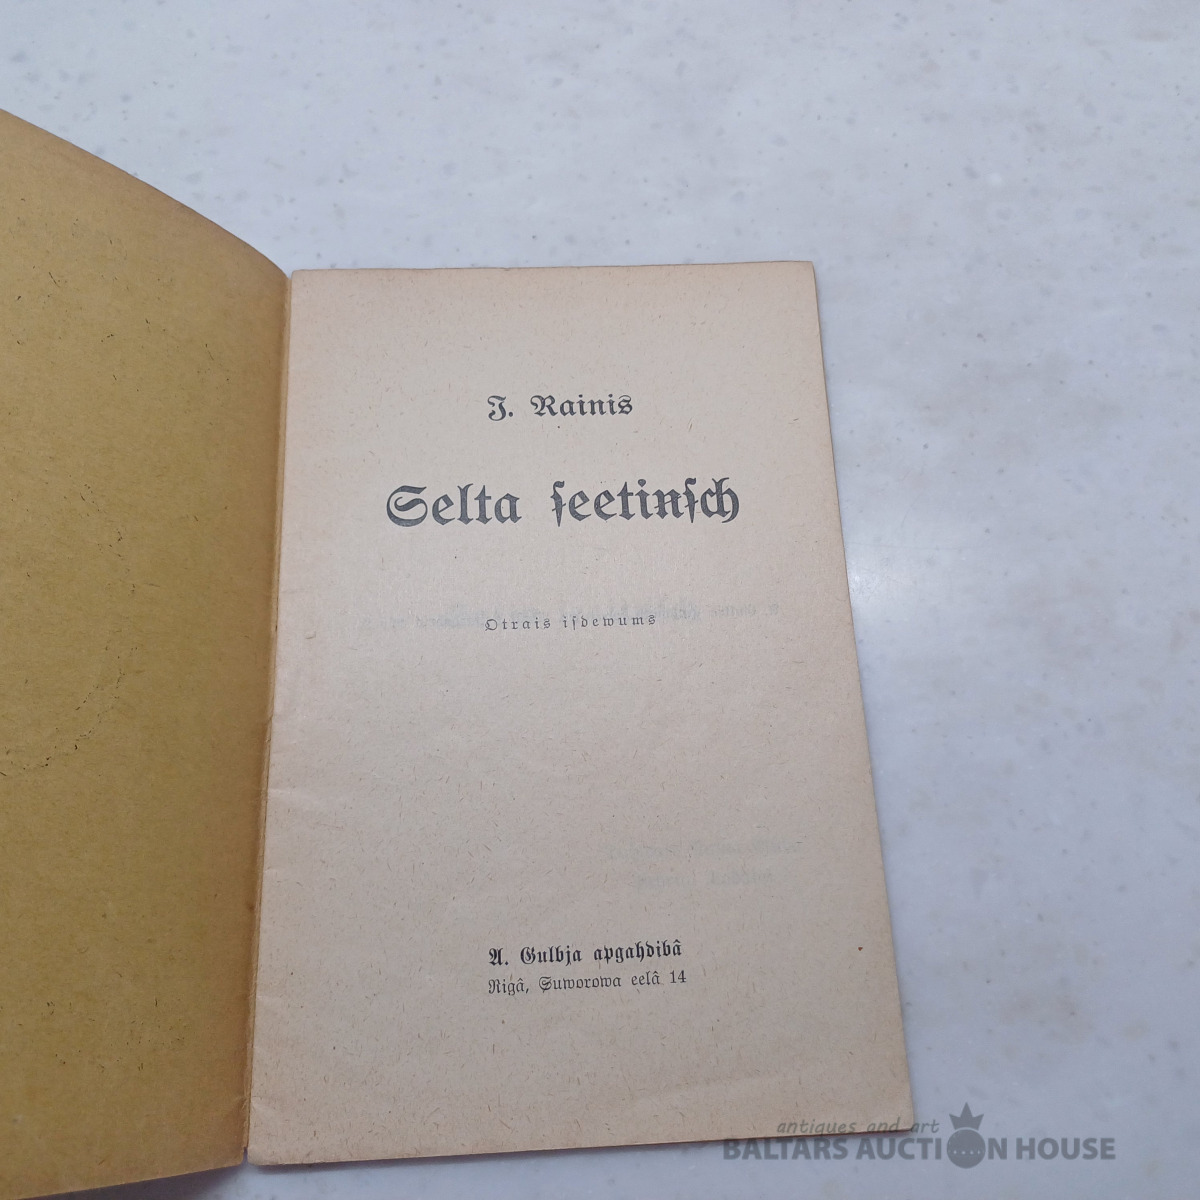 J. Rainis
Selta ſeetinſch
Otrais iſdewums
A. Gulbja apgahdibâ
Rigâ, Suworowa eelâ 14
antiques and art
BALTARS AUCTION HOUSE